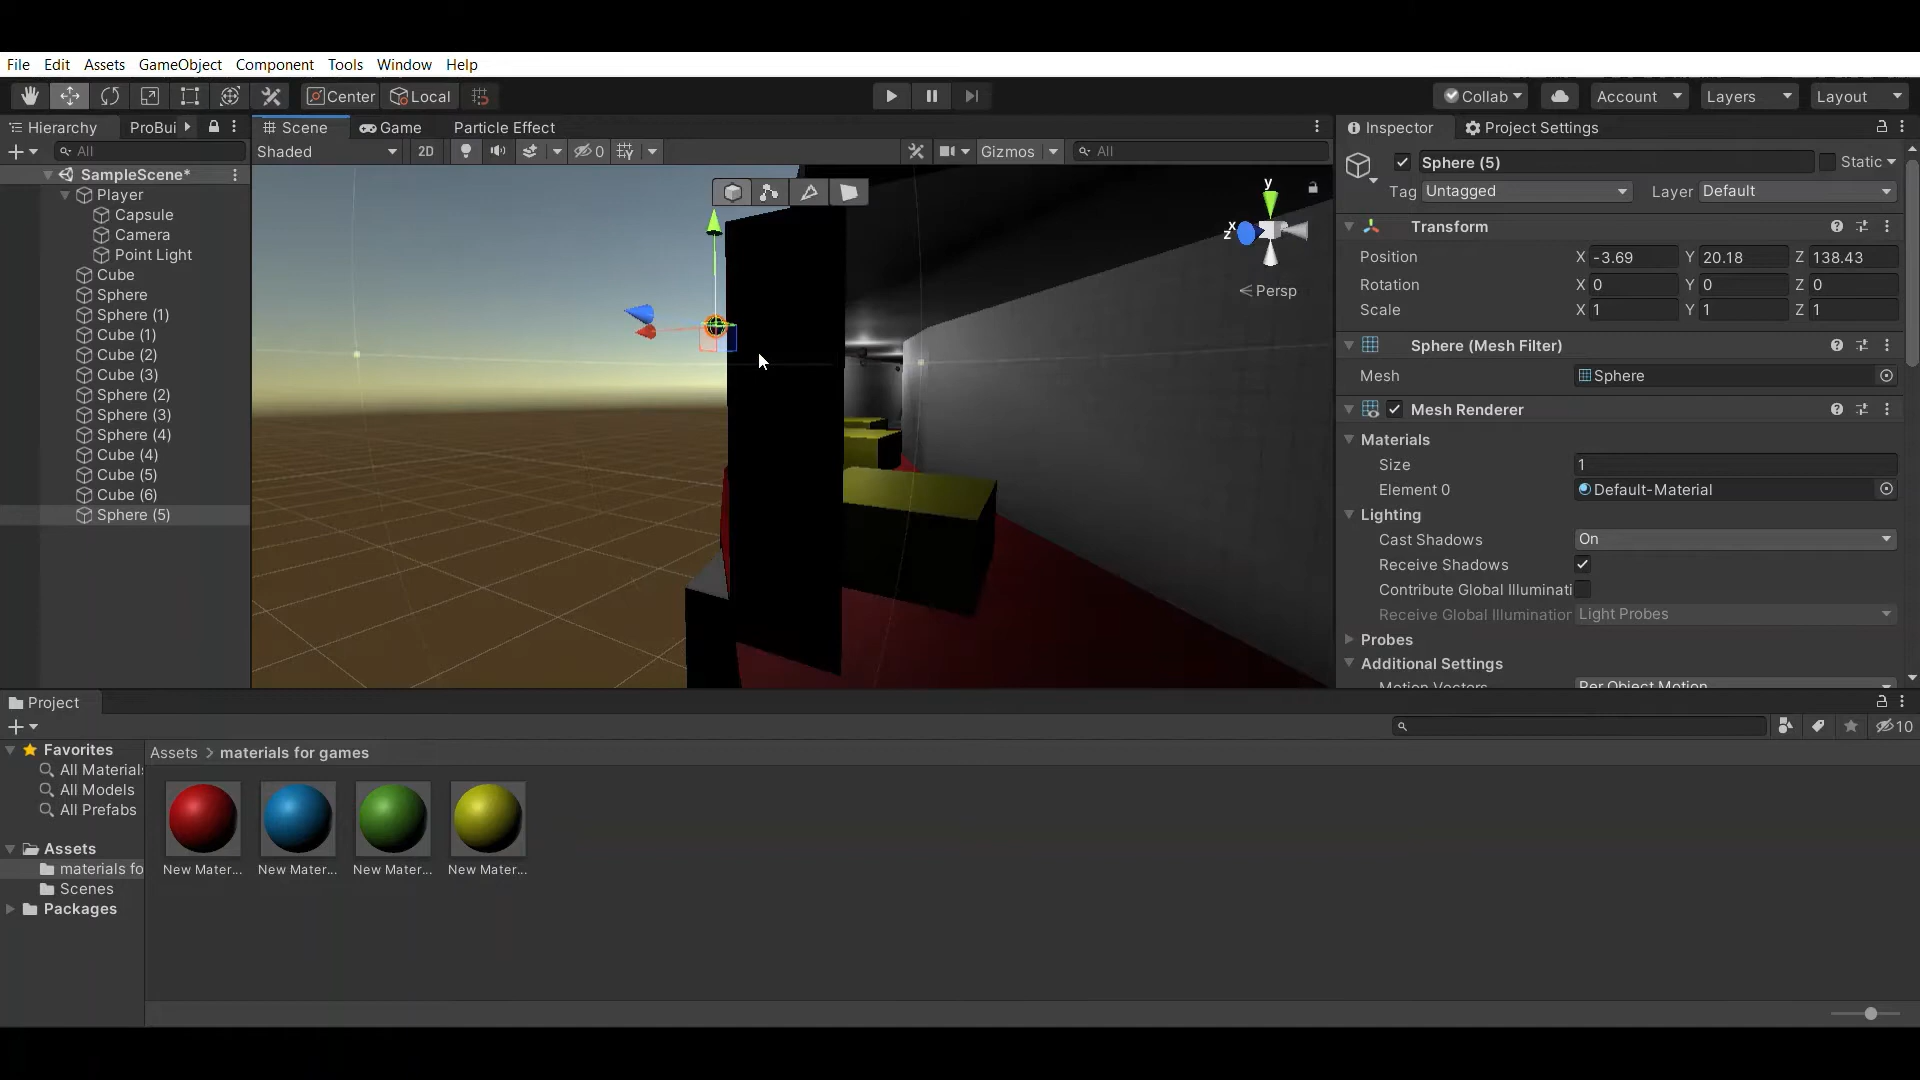 File Edit Assets GameObject Component Tools Window Help
Center Local Collab Account Layers Layout
Hierarchy ProBui Scene Game Particle Effect Inspector Project Settings
All Shaded 2D 0 Gizmos All
SampleScene*
Player
Capsule
Camera
Point Light
Cube
Sphere
Sphere (1)
Cube (1)
Cube (2)
Cube (3)
Sphere (2)
Sphere (3)
Sphere (4)
Cube (4)
Cube (5)
Cube (6)
Sphere (5)
y
x
z
Persp
Sphere (5) Static
Tag Untagged Layer Default
Transform
Position X -3.69 Y 20.18 Z 138.43
Rotation X 0 Y 0 Z 0
Scale X 1 Y 1 Z 1
Sphere (Mesh Filter)
Mesh Sphere
Mesh Renderer
Materials
Size 1
Element 0 Default-Material
Lighting
Cast Shadows On
Receive Shadows
Contribute Global Illuminati
Receive Global Illumination Light Probes
Probes
Additional Settings
Motion Vectors Per Object Motion
Project
10
Favorites
All Material
All Models
All Prefabs
Assets
materials fo
Scenes
Packages
Assets > materials for games
New Mater... New Mater... New Mater... New Mater...